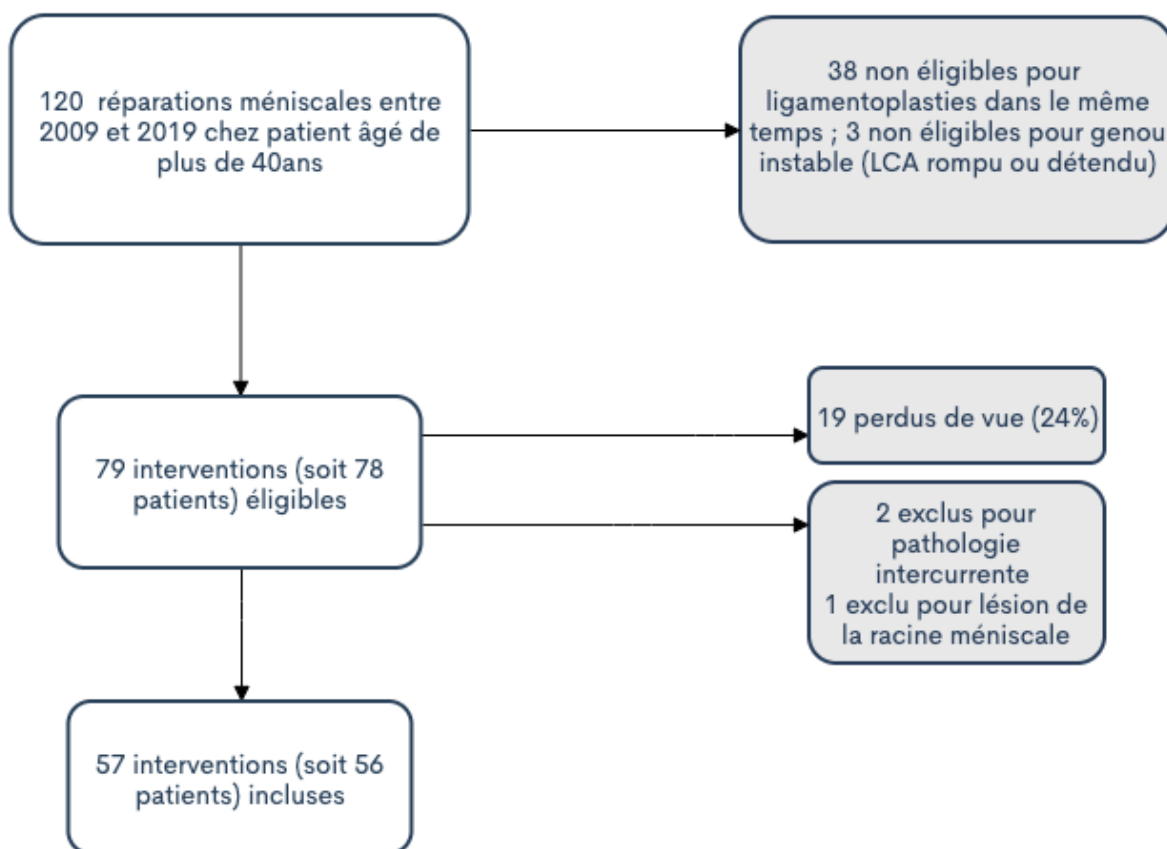 120 réparations méniscales entre
2009 et 2019 chez patient âgé de
plus de 40ans
38 non éligibles pour
ligamentoplasties dans le même
temps ; 3 non éligibles pour genou
instable (LCA rompu ou détendu)
79 interventions (soit 78
patients) éligibles
19 perdus de vue (24%)
2 exclus pour
pathologie
intercurrente
1 exclu pour lésion de
la racine méniscale
57 interventions (soit 56
patients) incluses